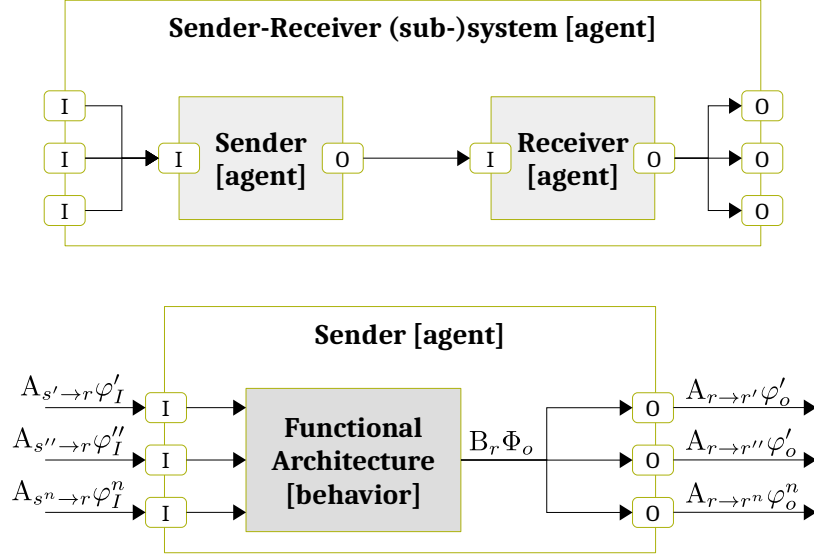 Sender-Receiver (sub-)system [agent]
I
O
Sender
[agent]
Receiver
[agent]
I
I
O
I
O
O
I
O
Sender [agent]
A_{s'→r}φ'_I
A_{r→r'}φ'_o
I
O
Functional
Architecture
[behavior]
A_{s''→r}φ''_I
B_rΦ_o
A_{r→r''}φ'_o
I
O
A_{s^n→r}φ^n_I
A_{r→r^n}φ^n_o
I
O